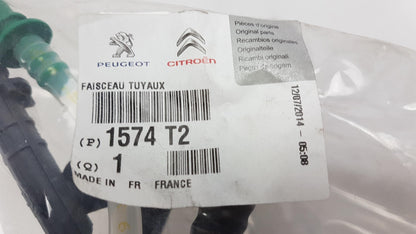 PEUGEOT
CITROËN
Pièces d'origine
Original parts
Recambios originales
Originalteile
Ricambi originali
FAISCEAU TUYAUX
(P) 1574 T2
(Q) 1
MADE IN FR FRANCE
12/07/2014 - 05:08